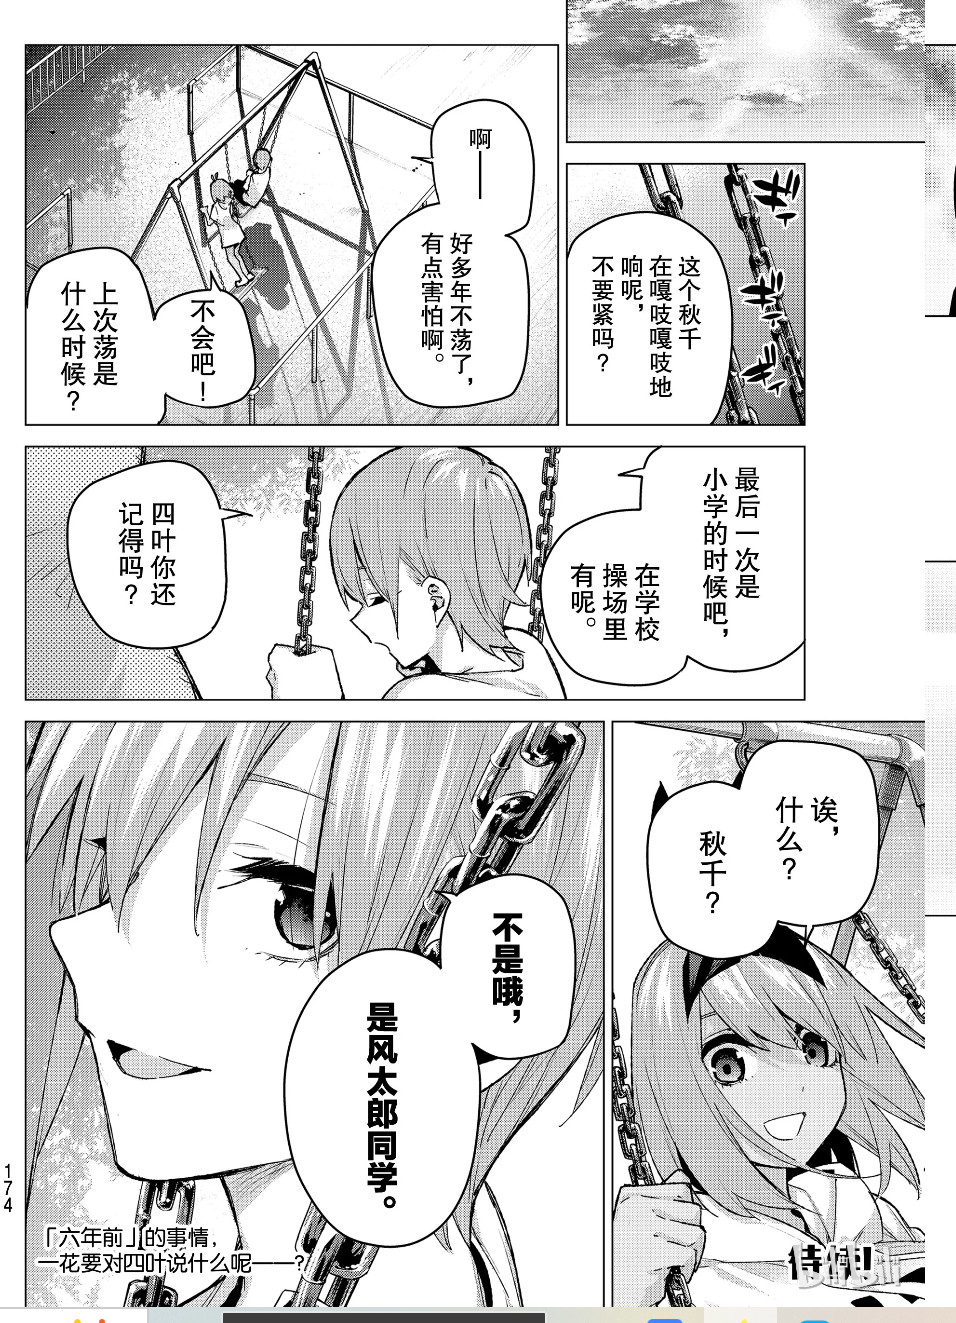 这个秋千
在嘎吱嘎吱地
响呢，
不要紧吗？
啊——
好多年不荡了，
有点害怕啊。
不会吧！
上次荡是
什么时候？
最后一次是
小学的时候吧，
在学校
操场里
有呢。
四叶你还
记得吗？
诶，
什么？
秋千？
不是哦，
是风太郎同学。
「六年前」的事情，
一花要对四叶说什么呢——？
174